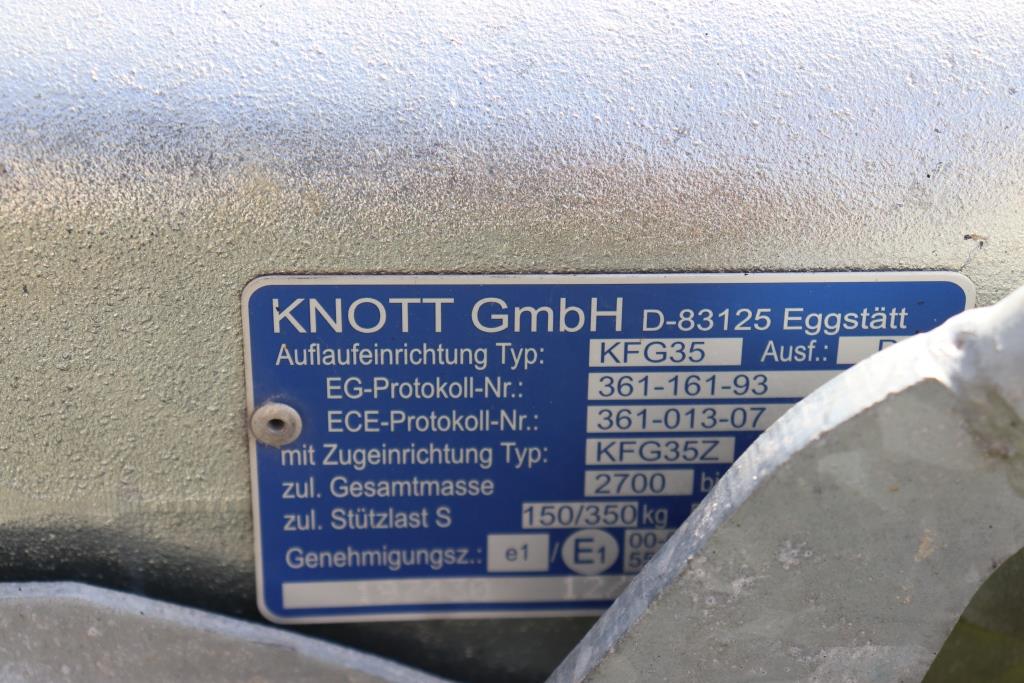 KNOTT GmbH D-83125 Eggstätt
Auflaufeinrichtung Typ: KFG35 Ausf.:
EG-Protokoll-Nr.: 361-161-93
ECE-Protokoll-Nr.: 361-013-07
mit Zugeinrichtung Typ: KFG35Z
zul. Gesamtmasse 2700
zul. Stützlast S 150/350 kg
Genehmigungsz.: e1 / E1 00-